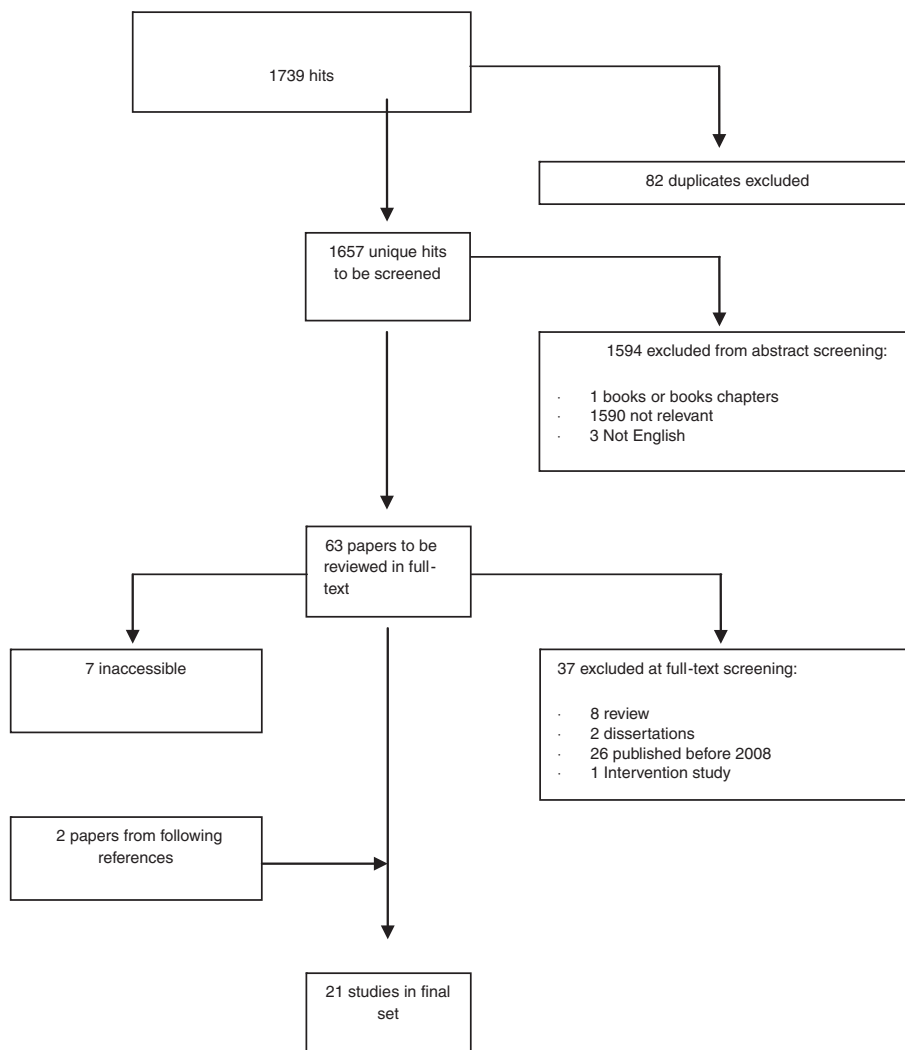 1739 hits
82 duplicates excluded
1657 unique hits
to be screened
1594 excluded from abstract screening:
· 1 books or books chapters
· 1590 not relevant
· 3 Not English
63 papers to be
reviewed in full-
text
7 inaccessible
37 excluded at full-text screening:
· 8 review
· 2 dissertations
· 26 published before 2008
· 1 Intervention study
2 papers from following
references
21 studies in final
set